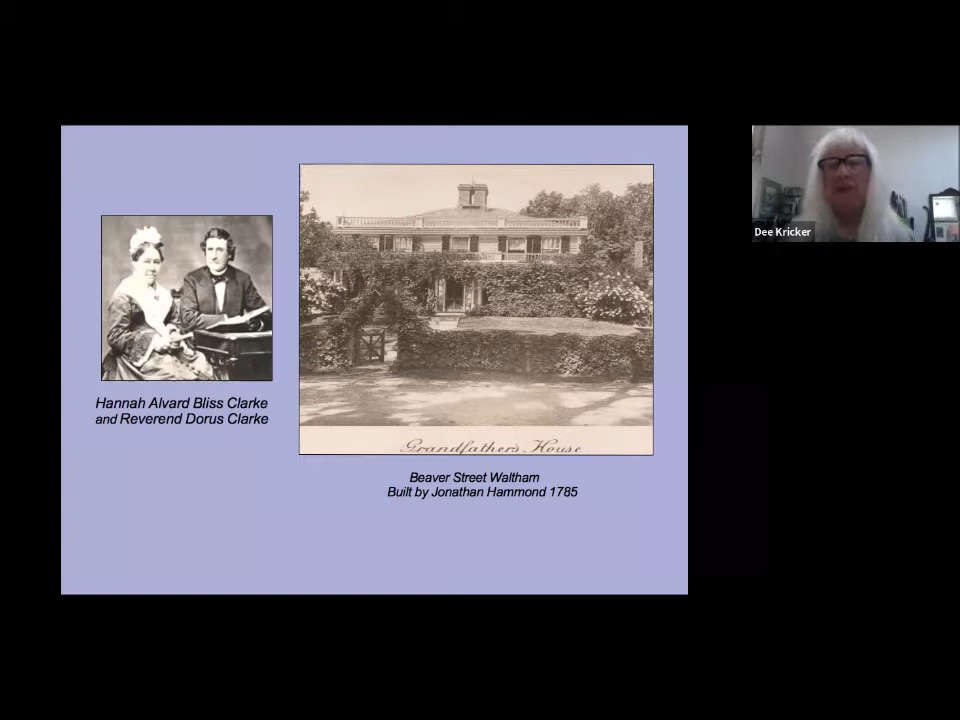 Hannah Alvard Bliss Clarke
and Reverend Dorus Clarke
Grandfather's House
Beaver Street Waltham
Built by Jonathan Hammond 1785
Dee Kricker